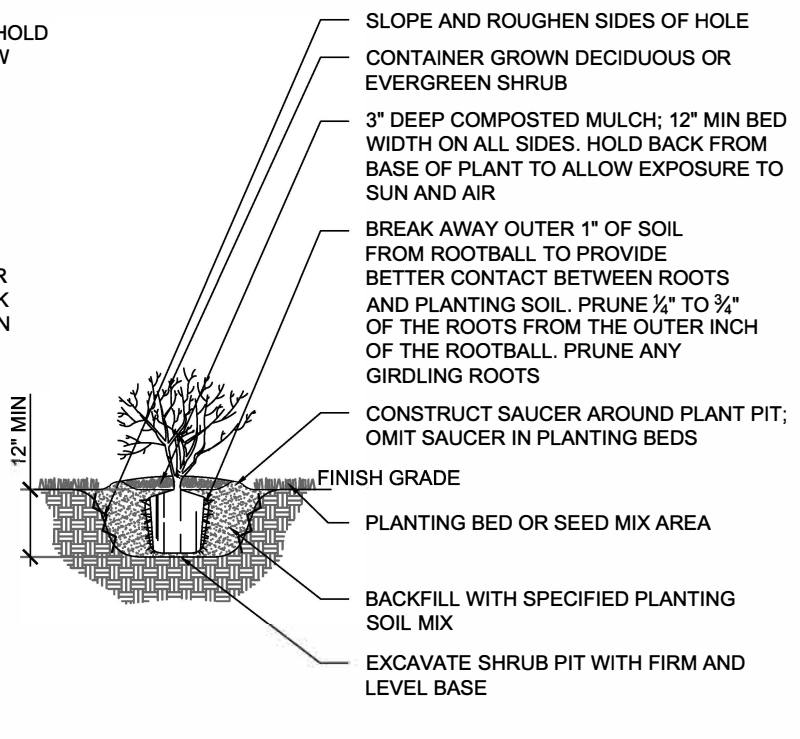 HOLD
W
R
K
N
SLOPE AND ROUGHEN SIDES OF HOLE
CONTAINER GROWN DECIDUOUS OR
EVERGREEN SHRUB
3" DEEP COMPOSTED MULCH; 12" MIN BED
WIDTH ON ALL SIDES. HOLD BACK FROM
BASE OF PLANT TO ALLOW EXPOSURE TO
SUN AND AIR
BREAK AWAY OUTER 1" OF SOIL
FROM ROOTBALL TO PROVIDE
BETTER CONTACT BETWEEN ROOTS
AND PLANTING SOIL. PRUNE ¼" TO ¾"
OF THE ROOTS FROM THE OUTER INCH
OF THE ROOTBALL. PRUNE ANY
GIRDLING ROOTS
CONSTRUCT SAUCER AROUND PLANT PIT;
OMIT SAUCER IN PLANTING BEDS
12" MIN
FINISH GRADE
PLANTING BED OR SEED MIX AREA
BACKFILL WITH SPECIFIED PLANTING
SOIL MIX
EXCAVATE SHRUB PIT WITH FIRM AND
LEVEL BASE